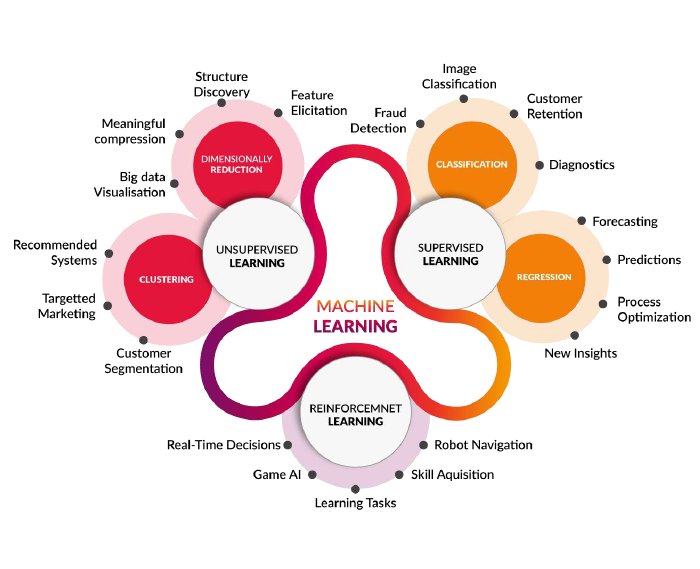 Structure
Discovery
Feature
Elicitation
Meaningful
compression
Big data
Visualisation
DIMENSIONALLY
REDUCTION
UNSUPERVISED
LEARNING
CLUSTERING
Recommended
Systems
Targetted
Marketing
Customer
Segmentation
Image
Classification
Fraud
Detection
Customer
Retention
Diagnostics
CLASSIFICATION
SUPERVISED
LEARNING
REGRESSION
Forecasting
Predictions
Process
Optimization
New Insights
MACHINE
LEARNING
REINFORCEMNET
LEARNING
Real-Time Decisions
Game AI
Learning Tasks
Skill Aquisition
Robot Navigation